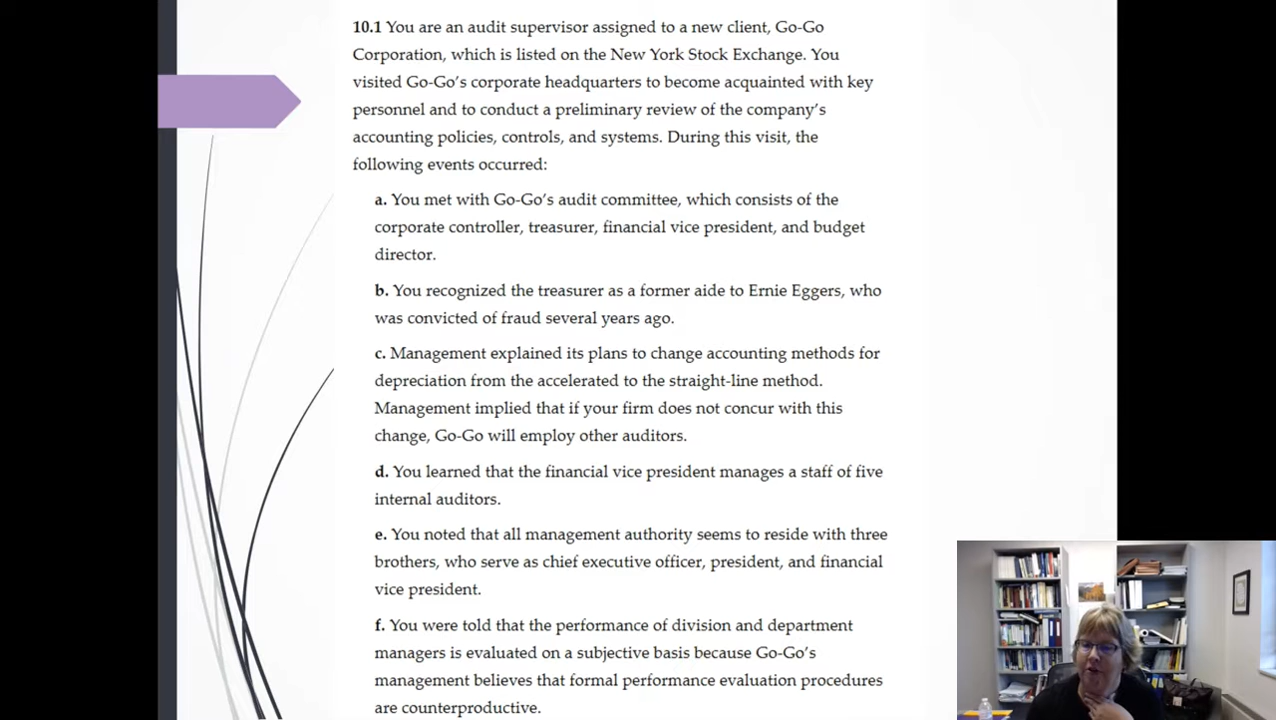 10.1 You are an audit supervisor assigned to a new client, Go-Go
Corporation, which is listed on the New York Stock Exchange. You
visited Go-Go’s corporate headquarters to become acquainted with key
personnel and to conduct a preliminary review of the company’s
accounting policies, controls, and systems. During this visit, the
following events occurred:
a. You met with Go-Go’s audit committee, which consists of the
corporate controller, treasurer, financial vice president, and budget
director.
b. You recognized the treasurer as a former aide to Ernie Eggers, who
was convicted of fraud several years ago.
c. Management explained its plans to change accounting methods for
depreciation from the accelerated to the straight-line method.
Management implied that if your firm does not concur with this
change, Go-Go will employ other auditors.
d. You learned that the financial vice president manages a staff of five
internal auditors.
e. You noted that all management authority seems to reside with three
brothers, who serve as chief executive officer, president, and financial
vice president.
f. You were told that the performance of division and department
managers is evaluated on a subjective basis because Go-Go’s
management believes that formal performance evaluation procedures
are counterproductive.